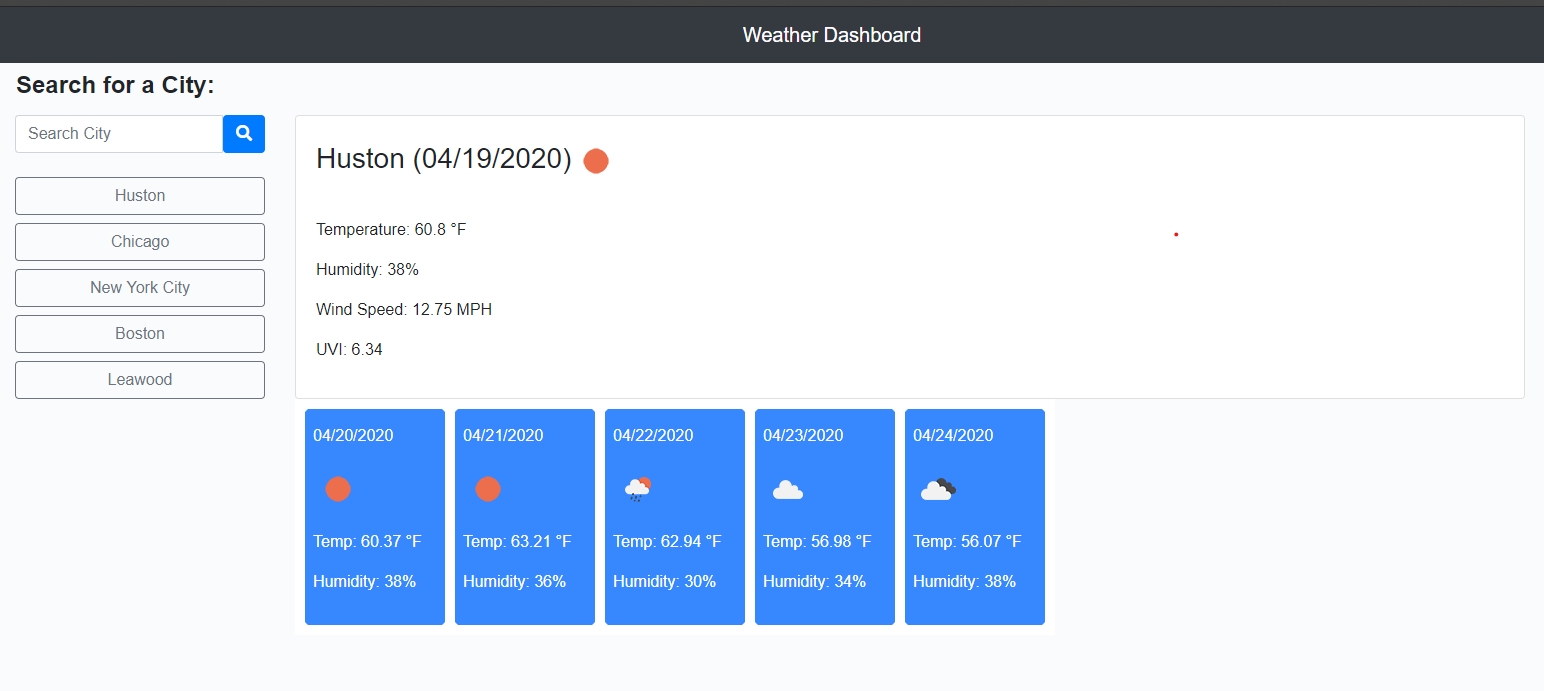 Weather Dashboard
Search for a City:
Search City
Huston
Chicago
New York City
Boston
Leawood
Huston (04/19/2020)
Temperature: 60.8 °F
Humidity: 38%
Wind Speed: 12.75 MPH
UVI: 6.34
04/20/2020
Temp: 60.37 °F
Humidity: 38%
04/21/2020
Temp: 63.21 °F
Humidity: 36%
04/22/2020
Temp: 62.94 °F
Humidity: 30%
04/23/2020
Temp: 56.98 °F
Humidity: 34%
04/24/2020
Temp: 56.07 °F
Humidity: 38%